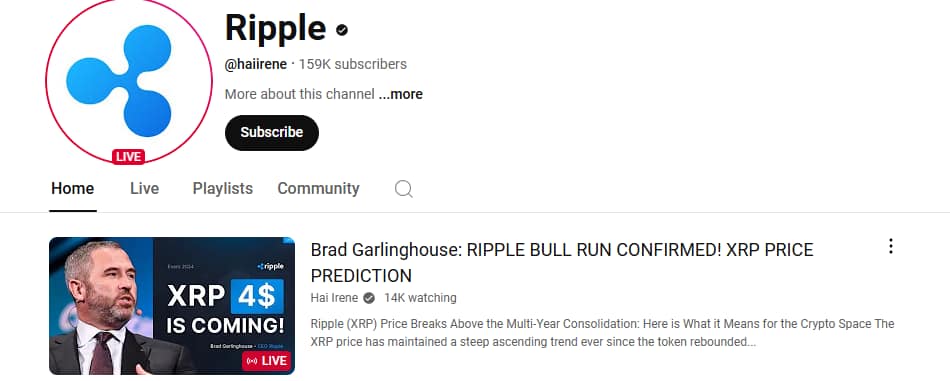 Ripple
@haiirene · 159K subscribers
More about this channel ...more
Subscribe
LIVE
Home Live Playlists Community
Brad Garlinghouse: RIPPLE BULL RUN CONFIRMED! XRP PRICE
PREDICTION
Hai Irene 14K watching
Ripple (XRP) Price Breaks Above the Multi-Year Consolidation: Here is What it Means for the Crypto Space The
XRP price has maintained a steep ascending trend ever since the token rebounded...
Event 2024 ripple
XRP 4$
IS COMING!
Brad Garlinghouse - CEO Ripple
LIVE